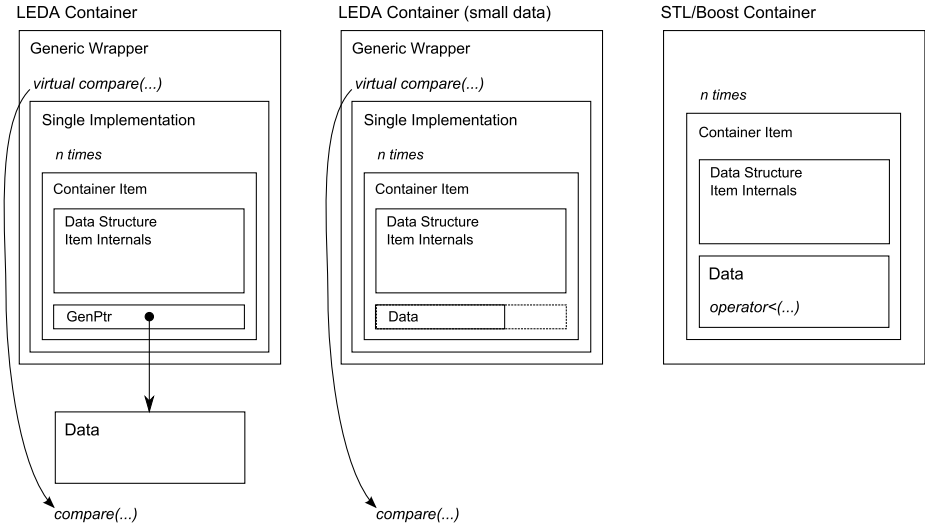 LEDA Container
Generic Wrapper
virtual compare(...)
Single Implementation
n times
Container Item
Data Structure
Item Internals
GenPtr
Data
compare(...)
LEDA Container (small data)
Generic Wrapper
virtual compare(...)
Single Implementation
n times
Container Item
Data Structure
Item Internals
Data
compare(...)
STL/Boost Container
n times
Container Item
Data Structure
Item Internals
Data
operator<(...)